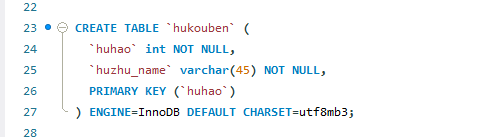 22
23 CREATE TABLE `hukouben` (
24 `huhao` int NOT NULL,
25 `huzhu_name` varchar(45) NOT NULL,
26 PRIMARY KEY (`huhao`)
27 ) ENGINE=InnoDB DEFAULT CHARSET=utf8mb3;
28